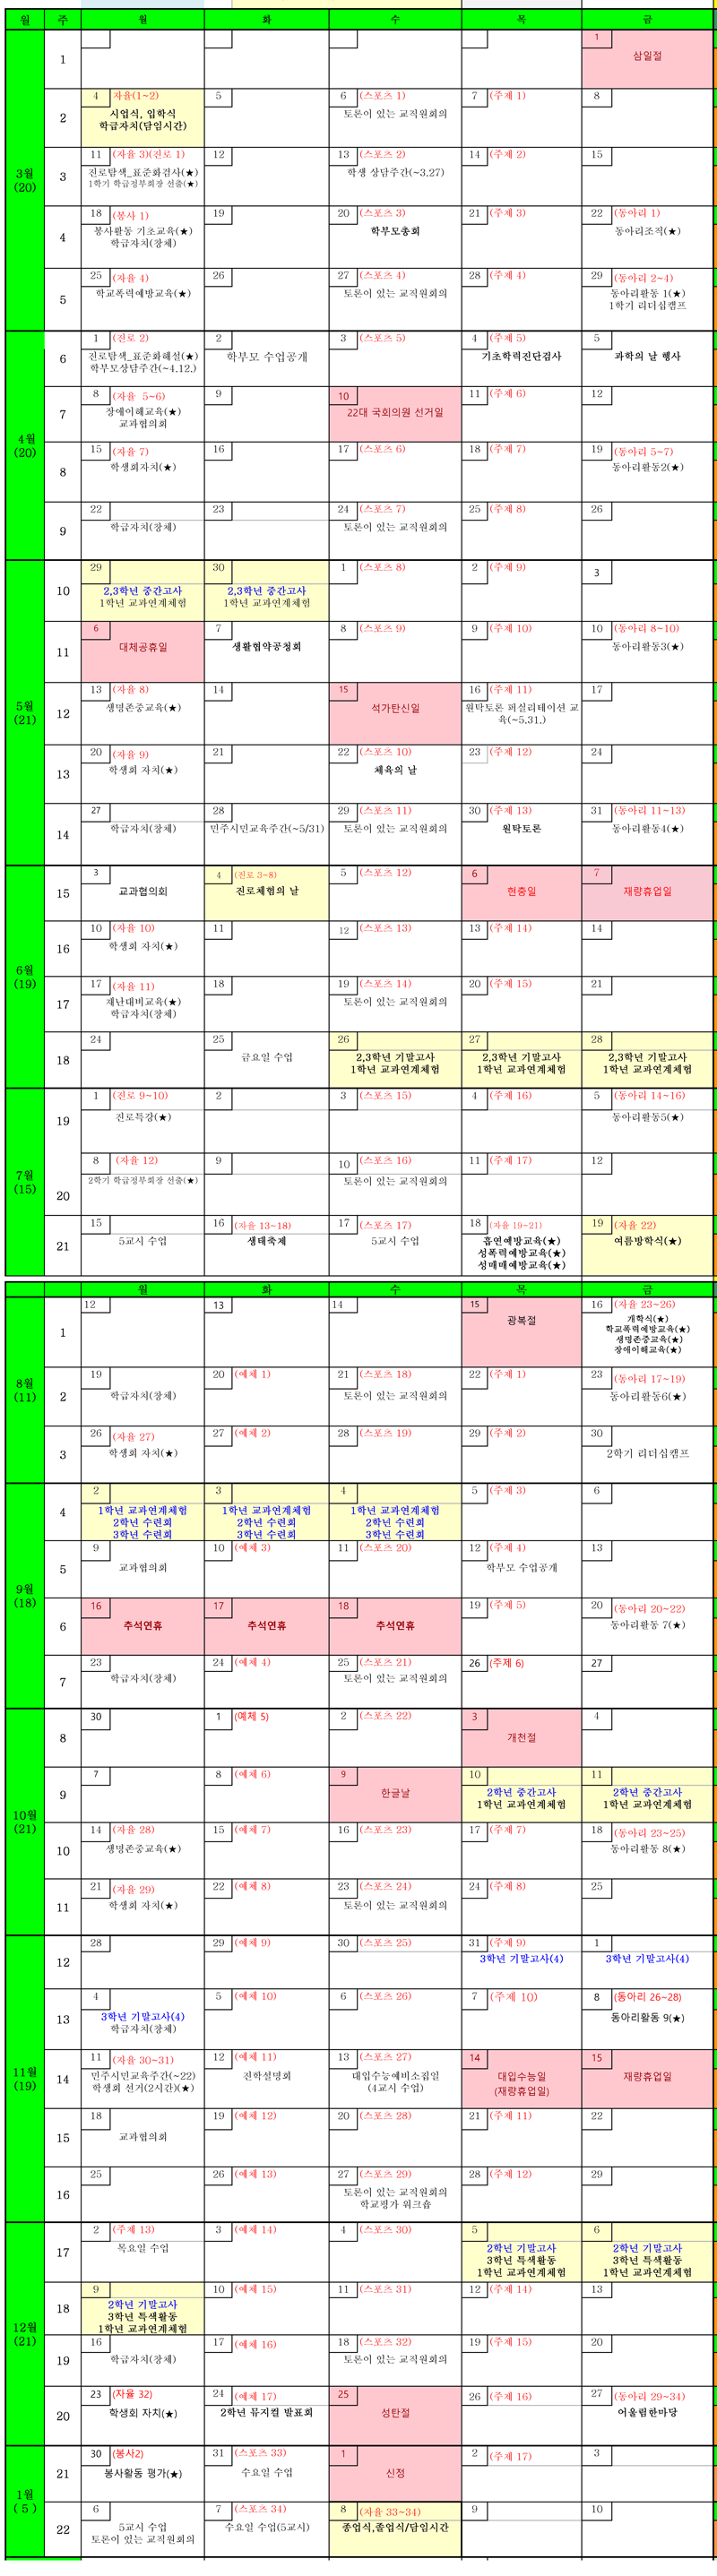 월 주 월 화 수 목 금
3월
(20)
1
1
삼일절
2
4 자율(1~2)
시업식, 입학식
학급자치(담임시간)
5
6 (스포츠 1)
토론이 있는 교직원회의
7 (주제 1)
8
3
11 (자율 3)(진로 1)
진로탐색_표준화검사(★)
1학기 학급정부회장 선출(★)
12
13 (스포츠 2)
학생 상담주간(~3.27)
14 (주제 2)
15
4
18 (봉사 1)
봉사활동 기초교육(★)
학급자치(창체)
19
20 (스포츠 3)
학부모총회
21 (주제 3)
22 (동아리 1)
동아리조직(★)
5
25 (자율 4)
학교폭력예방교육(★)
26
27 (스포츠 4)
토론이 있는 교직원회의
28 (주제 4)
29 (동아리 2~4)
동아리활동 1(★)
1학기 리더십캠프
4월
(20)
6
1 (진로 2)
진로탐색_표준화해설(★)
학부모상담주간(~4.12.)
2
학부모 수업공개
3 (스포츠 5)
4 (주제 5)
기초학력진단검사
5
과학의 날 행사
7
8 (자율 5~6)
장애이해교육(★)
교과협의회
9
10
22대 국회의원 선거일
11 (주제 6)
12
8
15 (자율 7)
학생회자치(★)
16
17 (스포츠 6)
18 (주제 7)
19 (동아리 5~7)
동아리활동2(★)
9
22
학급자치(창체)
23
24 (스포츠 7)
토론이 있는 교직원회의
25 (주제 8)
26
5월
(21)
10
29
2,3학년 중간고사
1학년 교과연계체험
30
2,3학년 중간고사
1학년 교과연계체험
1 (스포츠 8)
2 (주제 9)
3
11
6
대체공휴일
7
생활협약공청회
8 (스포츠 9)
9 (주제 10)
10 (동아리 8~10)
동아리활동3(★)
12
13 (자율 8)
생명존중교육(★)
14
15
석가탄신일
16 (주제 11)
원탁토론 퍼실리테이션 교
육(~5.31.)
17
13
20 (자율 9)
학생회 자치(★)
21
22 (스포츠 10)
체육의 날
23 (주제 12)
24
14
27
학급자치(창체)
28
민주시민교육주간(~5/31)
29 (스포츠 11)
토론이 있는 교직원회의
30 (주제 13)
원탁토론
31 (동아리 11~13)
동아리활동4(★)
6월
(19)
15
3
교과협의회
4 (진로 3~8)
진로체험의 날
5 (스포츠 12)
6
현충일
7
재량휴업일
16
10 (자율 10)
학생회 자치(★)
11
12 (스포츠 13)
13 (주제 14)
14
17
17 (자율 11)
재난대비교육(★)
학급자치(창체)
18
19 (스포츠 14)
토론이 있는 교직원회의
20 (주제 15)
21
18
24
25
금요일 수업
26
2,3학년 기말고사
1학년 교과연계체험
27
2,3학년 기말고사
1학년 교과연계체험
28
2,3학년 기말고사
1학년 교과연계체험
7월
(15)
19
1 (진로 9~10)
진로특강(★)
2
3 (스포츠 15)
4 (주제 16)
5 (동아리 14~16)
동아리활동5(★)
20
8 (자율 12)
2학기 학급정부회장 선출(★)
9
10 (스포츠 16)
토론이 있는 교직원회의
11 (주제 17)
12
21
15
5교시 수업
16 (자율 13~18)
생태축제
17 (스포츠 17)
5교시 수업
18 (자율 19~21)
흡연예방교육(★)
성폭력예방교육(★)
성매매예방교육(★)
19 (자율 22)
여름방학식(★)
월 화 수 목 금
8월
(11)
1
12
13
14
15
광복절
16 (자율 23~26)
개학식(★)
학교폭력예방교육(★)
생명존중교육(★)
장애이해교육(★)
2
19
학급자치(창체)
20 (예체 1)
21 (스포츠 18)
토론이 있는 교직원회의
22 (주제 1)
23 (동아리 17~19)
동아리활동6(★)
3
26 (자율 27)
학생회 자치(★)
27 (예체 2)
28 (스포츠 19)
29 (주제 2)
30
2학기 리더십캠프
9월
(18)
4
2
1학년 교과연계체험
2학년 수련회
3학년 수련회
3
1학년 교과연계체험
2학년 수련회
3학년 수련회
4
1학년 교과연계체험
2학년 수련회
3학년 수련회
5 (주제 3)
6
5
9
교과협의회
10 (예체 3)
11 (스포츠 20)
12 (주제 4)
학부모 수업공개
13
6
16
추석연휴
17
추석연휴
18
추석연휴
19 (주제 5)
20 (동아리 20~22)
동아리활동 7(★)
7
23
학급자치(창체)
24 (예체 4)
25 (스포츠 21)
토론이 있는 교직원회의
26 (주제 6)
27
10월
(21)
8
30
1 (예체 5)
2 (스포츠 22)
3
개천절
4
9
7
8 (예체 6)
9
한글날
10
2학년 중간고사
1학년 교과연계체험
11
2학년 중간고사
1학년 교과연계체험
10
14 (자율 28)
생명존중교육(★)
15 (예체 7)
16 (스포츠 23)
17 (주제 7)
18 (동아리 23~25)
동아리활동 8(★)
11
21 (자율 29)
학생회 자치(★)
22 (예체 8)
23 (스포츠 24)
토론이 있는 교직원회의
24 (주제 8)
25
11월
(19)
12
28
29 (예체 9)
30 (스포츠 25)
31 (주제 9)
3학년 기말고사(4)
1
3학년 기말고사(4)
13
4
3학년 기말고사(4)
학급자치(창체)
5 (예체 10)
6 (스포츠 26)
7 (주제 10)
8 (동아리 26~28)
동아리활동 9(★)
14
11 (자율 30~31)
민주시민교육주간(~22)
학생회 선거(2시간)(★)
12 (예체 11)
진학설명회
13 (스포츠 27)
대입수능예비소집일
(4교시 수업)
14
대입수능일
(재량휴업일)
15
재량휴업일
15
18
교과협의회
19 (예체 12)
20 (스포츠 28)
21 (주제 11)
22
16
25
26 (예체 13)
27 (스포츠 29)
토론이 있는 교직원회의
학교평가 워크숍
28 (주제 12)
29
12월
(21)
17
2 (주제 13)
목요일 수업
3 (예체 14)
4 (스포츠 30)
5
2학년 기말고사
3학년 특색활동
1학년 교과연계체험
6
2학년 기말고사
3학년 특색활동
1학년 교과연계체험
18
9
2학년 기말고사
3학년 특색활동
1학년 교과연계체험
10 (예체 15)
11 (스포츠 31)
12 (주제 14)
13
19
16
학급자치(창체)
17 (예체 16)
18 (스포츠 32)
토론이 있는 교직원회의
19 (주제 15)
20
20
23 (자율 32)
학생회 자치(★)
24 (예체 17)
2학년 뮤지컬 발표회
25
성탄절
26 (주제 16)
27 (동아리 29~34)
어울림한마당
1월
( 5 )
21
30 (봉사2)
봉사활동 평가(★)
31 (스포츠 33)
수요일 수업
1
신정
2 (주제 17)
3
22
6
5교시 수업
토론이 있는 교직원회의
7 (스포츠 34)
수요일 수업(5교시)
8 (자율 33~34)
종업식,졸업식/담임시간
9
10